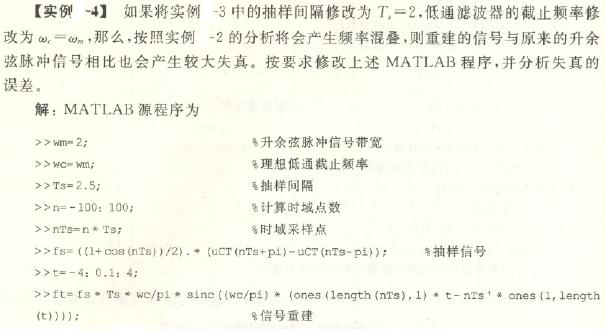 【实例 -4】 如果将实例 -3 中的抽样间隔修改为 Ts=2,低通滤波器的截止频率修
改为 ωc=ωm,那么,按照实例 -2 的分析将会产生频率混叠,则重建的信号与原来的升余
弦脉冲信号相比也会产生较大失真。按要求修改上述 MATLAB 程序,并分析失真的
误差。
解:MATLAB 源程序为
>>wm=2; %升余弦脉冲信号带宽
>>wc=wm; %理想低通截止频率
>>Ts=2.5; %抽样间隔
>>n=-100:100; %计算时域点数
>>nTs=n*Ts; %时域采样点
>>fs=((1+cos(nTs))/2).*(uCT(nTs+pi)-uCT(nTs-pi)); %抽样信号
>>t=-4:0.1:4;
>>ft=fs*Ts*wc/pi*sinc((wc/pi)*(ones(length(nTs),1)*t-nTs'*ones(1,length
(t)))); %信号重建